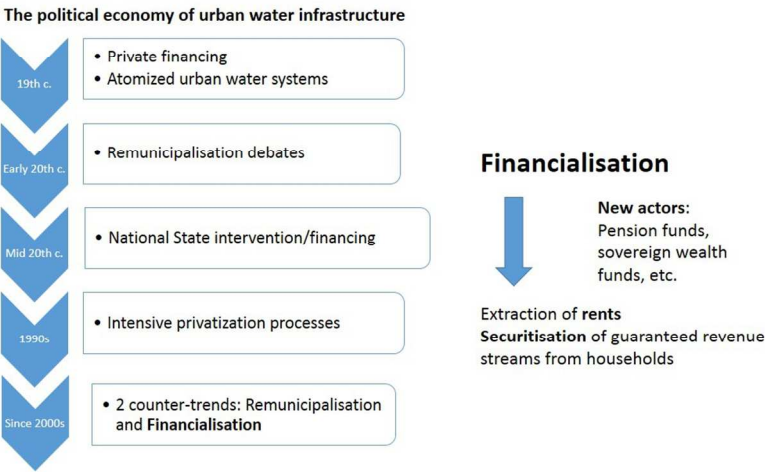 The political economy of urban water infrastructure
19th c.
• Private financing
• Atomized urban water systems
Early 20th c.
• Remunicipalisation debates
Mid 20th c.
• National State intervention/financing
1990s
• Intensive privatization processes
Since 2000s
• 2 counter-trends: Remunicipalisation
and Financialisation
Financialisation
New actors:
Pension funds,
sovereign wealth
funds, etc.
Extraction of rents
Securitisation of guaranteed revenue
streams from households